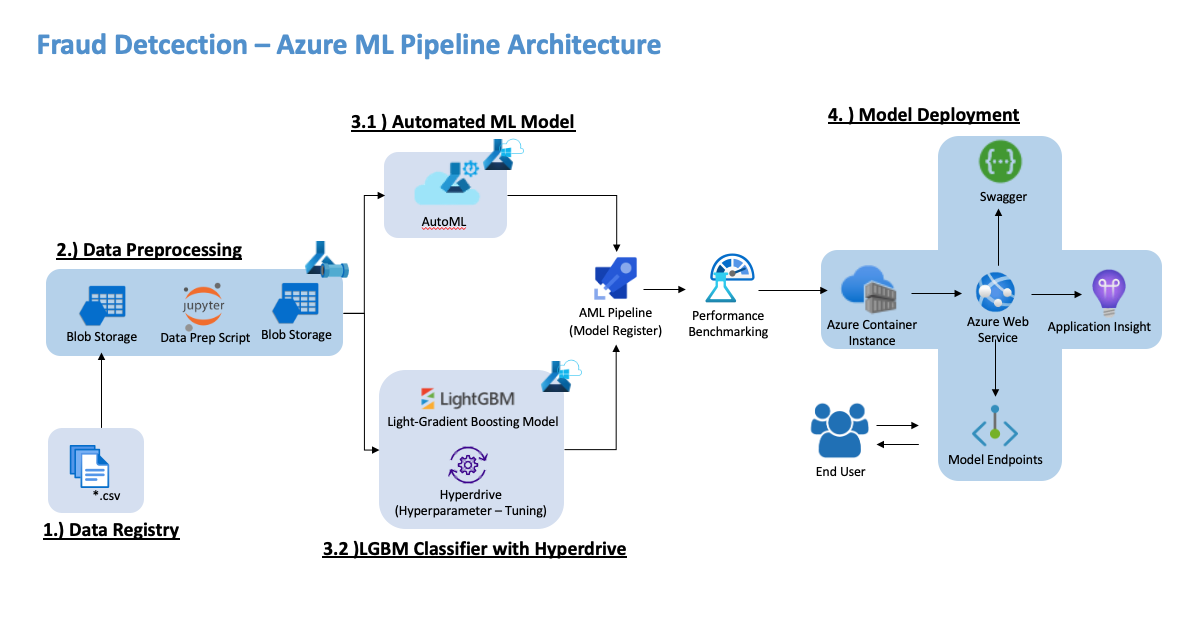 Fraud Detcection – Azure ML Pipeline Architecture
3.1 ) Automated ML Model
AutoML
2.) Data Preprocessing
Blob Storage
jupyter
Data Prep Script
Blob Storage
*.csv
1.) Data Registry
LightGBM
Light-Gradient Boosting Model
Hyperdrive
(Hyperparameter – Tuning)
3.2 )LGBM Classifier with Hyperdrive
AML Pipeline
(Model Register)
Performance
Benchmarking
4. ) Model Deployment
Swagger
Azure Container
Instance
Azure Web
Service
Application Insight
End User
Model Endpoints